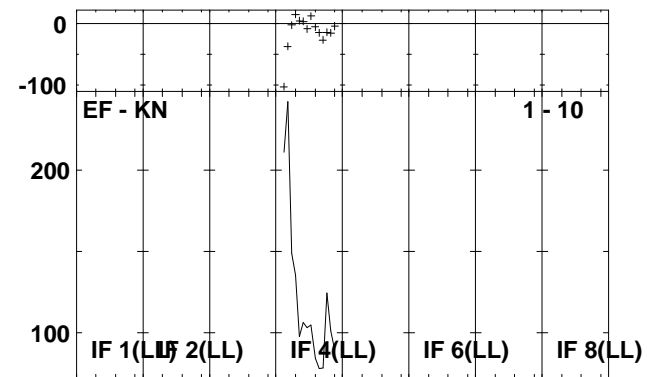 0
-100
EF - KN 1 - 10
200
100
IF 1(LL) IF 2(LL) IF 4(LL) IF 6(LL) IF 8(LL)